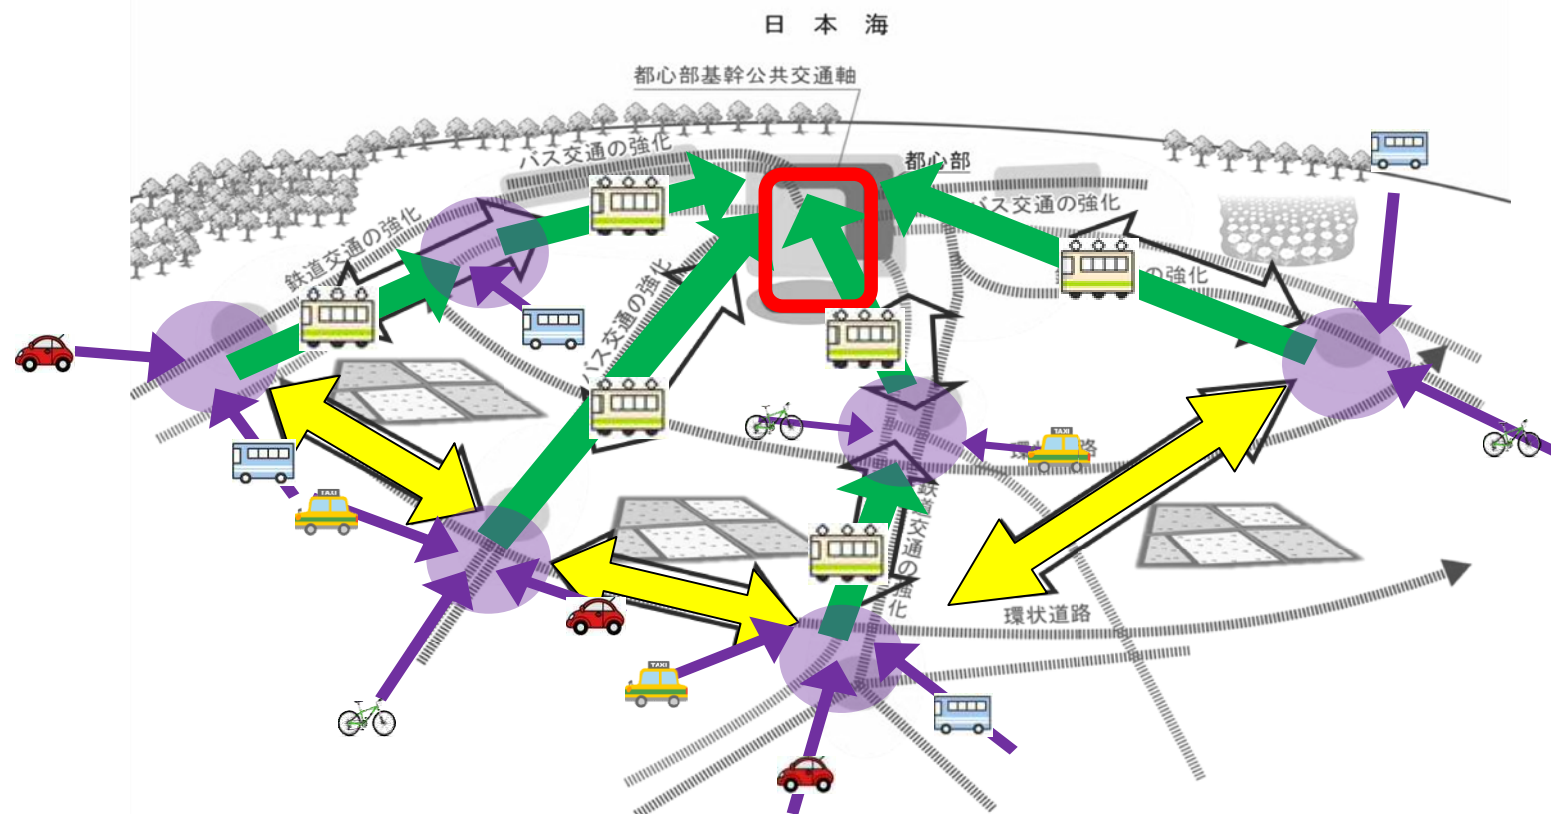 日本海
都心部基幹公共交通軸
バス交通の強化
都心部
バス交通の強化
鉄道交通の強化
の強化
バス交通の強化
環状道路
TAXI
TAXI
鉄道交通の強化
環状道路
TAXI